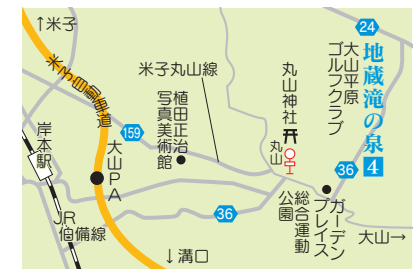 ↑米子
米子自動車道
米子丸山線
丸山神社
丸山
大山平原
ゴルフクラブ
24
地蔵滝の泉4
植田正治
写真美術館
159
岸本駅
大山PA
36
36
JR
伯備線
↓溝口
総合運動
公園
ガーデン
プレイス
大山→